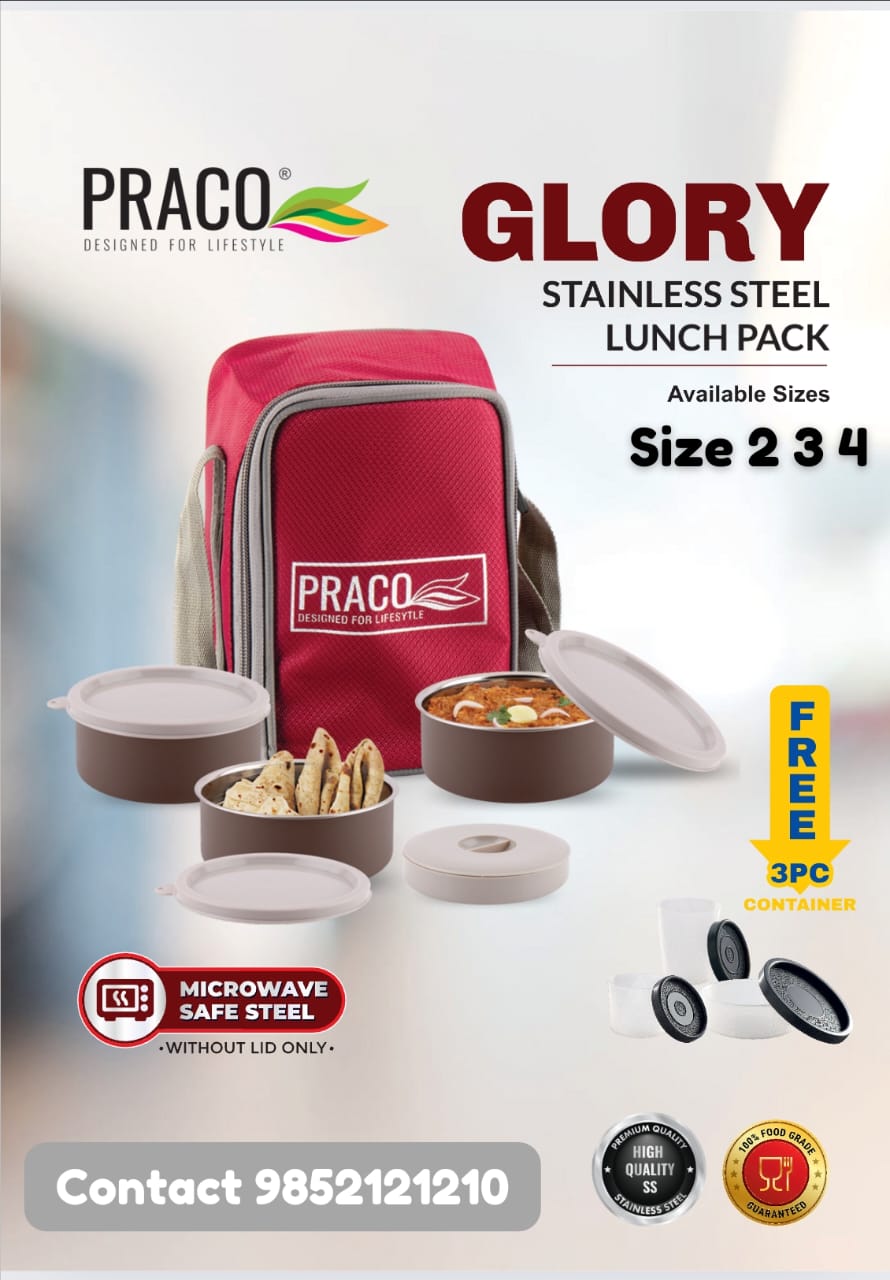 PRACO®
DESIGNED FOR LIFESTYLE
GLORY
STAINLESS STEEL
LUNCH PACK
Available Sizes
Size 2 3 4
PRACO
DESIGNED FOR LIFESYTLE
FREE
3PC
CONTAINER
MICROWAVE
SAFE STEEL
•WITHOUT LID ONLY•
PREMIUM QUALITY
HIGH
QUALITY
SS
STAINLESS STEEL
100% FOOD GRADE
GUARANTEED
Contact 9852121210